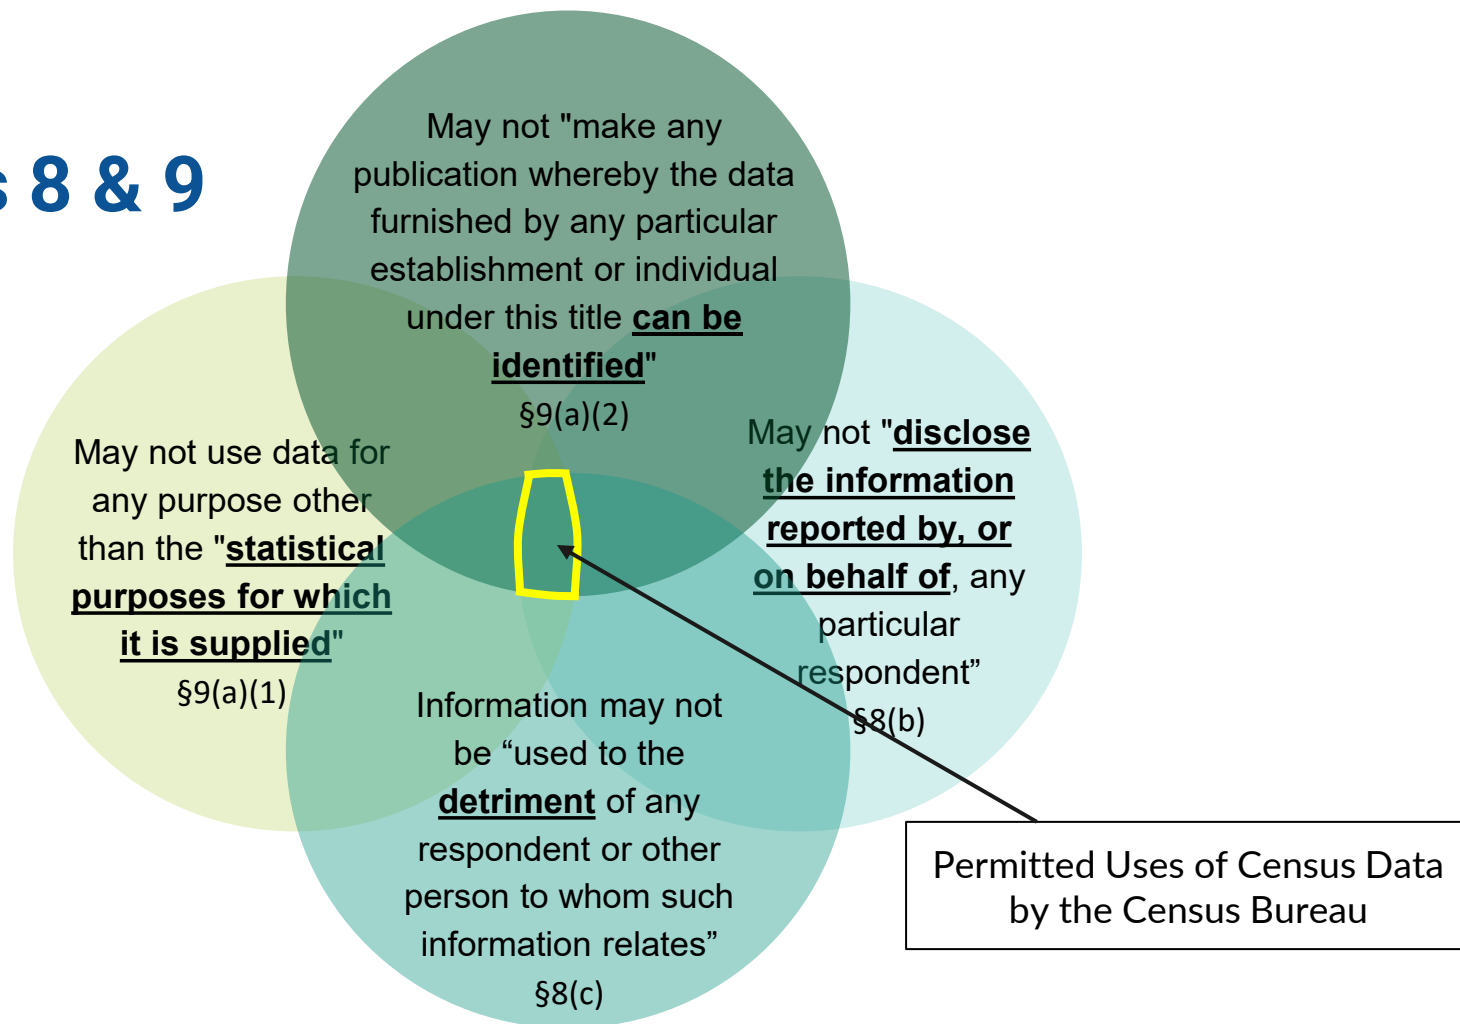 s 8 & 9
May not "make any
publication whereby the data
furnished by any particular
establishment or individual
under this title can be
identified"
§9(a)(2)
May not use data for
any purpose other
than the "statistical
purposes for which
it is supplied"
§9(a)(1)
May not "disclose
the information
reported by, or
on behalf of, any
particular
respondent”
§8(b)
Information may not
be “used to the
detriment of any
respondent or other
person to whom such
information relates”
§8(c)
Permitted Uses of Census Data
by the Census Bureau